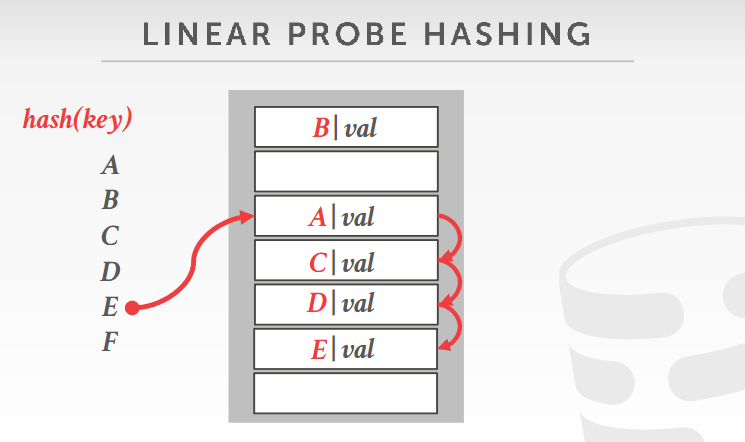 LINEAR PROBE HASHING
hash(key)
A
B
C
D
E
F
B|val
A|val
C|val
D|val
E|val